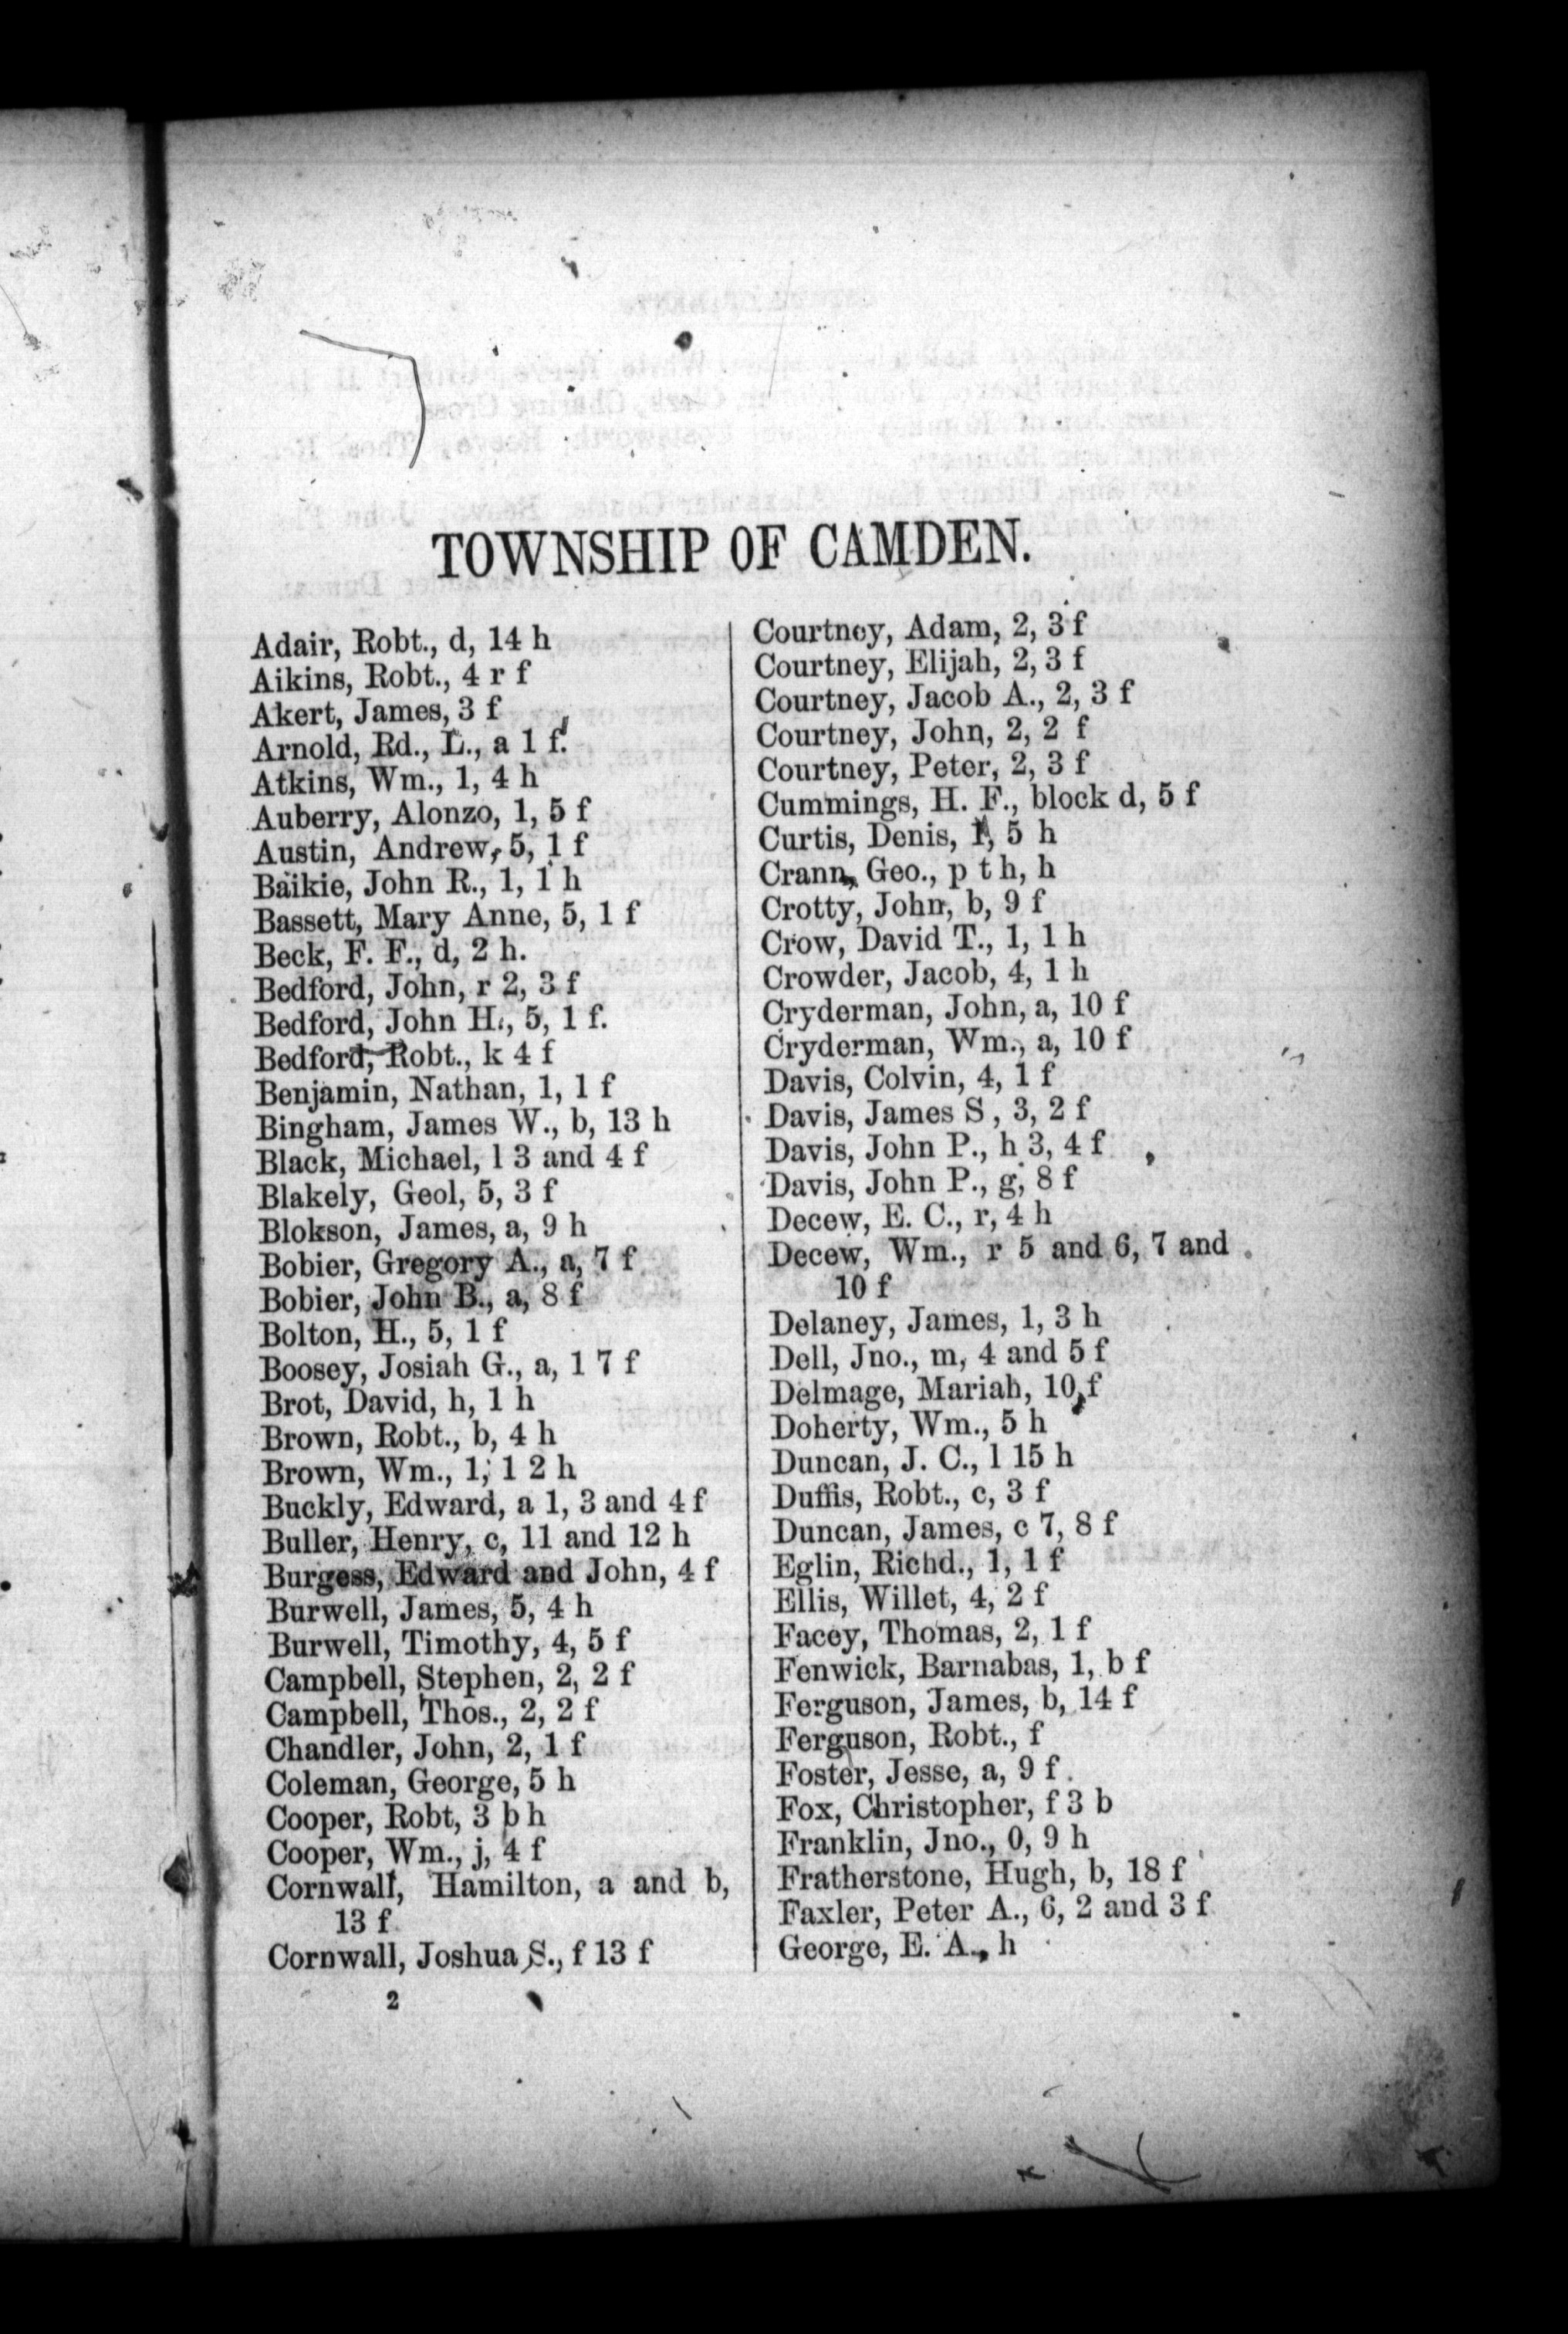 TOWNSHIP OF CAMDEN.
Adair, Robt., d, 14 h
Aikins, Robt., 4 r f
Akert, James, 3 f
Arnold, Rd., L., a 1 f.
Atkins, Wm., 1, 4 h
Auberry, Alonzo, 1, 5 f
Austin, Andrew, 5, 1 f
Baikie, John R., 1, 1 h
Bassett, Mary Anne, 5, 1 f
Beck, F. F., d, 2 h.
Bedford, John, r 2, 3 f
Bedford, John H., 5, 1 f.
Bedford, Robt., k 4 f
Benjamin, Nathan, 1, 1 f
Bingham, James W., b, 13 h
Black, Michael, l 3 and 4 f
Blakely, Geol, 5, 3 f
Blokson, James, a, 9 h
Bobier, Gregory A., a, 7 f
Bobier, John B., a, 8 f
Bolton, H., 5, 1 f
Boosey, Josiah G., a, 1 7 f
Brot, David, h, 1 h
Brown, Robt., b, 4 h
Brown, Wm., 1, 1 2 h
Buckly, Edward, a 1, 3 and 4 f
Buller, Henry, c, 11 and 12 h
Burgess, Edward and John, 4 f
Burwell, James, 5, 4 h
Burwell, Timothy, 4, 5 f
Campbell, Stephen, 2, 2 f
Campbell, Thos., 2, 2 f
Chandler, John, 2, 1 f
Coleman, George, 5 h
Cooper, Robt, 3 b h
Cooper, Wm., j, 4 f
Cornwall, Hamilton, a and b,
13 f
Cornwall, Joshua S., f 13 f
2
Courtney, Adam, 2, 3 f
Courtney, Elijah, 2, 3 f
Courtney, Jacob A., 2, 3 f
Courtney, John, 2, 2 f
Courtney, Peter, 2, 3 f
Cummings, H. F., block d, 5 f
Curtis, Denis, 1, 5 h
Crann, Geo., p t h, h
Crotty, John, b, 9 f
Crow, David T., 1, 1 h
Crowder, Jacob, 4, 1 h
Cryderman, John, a, 10 f
Cryderman, Wm., a, 10 f
Davis, Colvin, 4, 1 f
Davis, James S , 3, 2 f
Davis, John P., h 3, 4 f
Davis, John P., g, 8 f
Decew, E. C., r, 4 h
Decew, Wm., r 5 and 6, 7 and
10 f
Delaney, James, 1, 3 h
Dell, Jno., m, 4 and 5 f
Delmage, Mariah, 10, f
Doherty, Wm., 5 h
Duncan, J. C., l 15 h
Duffis, Robt., c, 3 f
Duncan, James, c 7, 8 f
Eglin, Richd., 1, 1 f
Ellis, Willet, 4, 2 f
Facey, Thomas, 2, 1 f
Fenwick, Barnabas, 1, b f
Ferguson, James, b, 14 f
Ferguson, Robt., f
Foster, Jesse, a, 9 f
Fox, Christopher, f 3 b
Franklin, Jno., 0, 9 h
Fratherstone, Hugh, b, 18 f
Faxler, Peter A., 6, 2 and 3 f
George, E. A., h